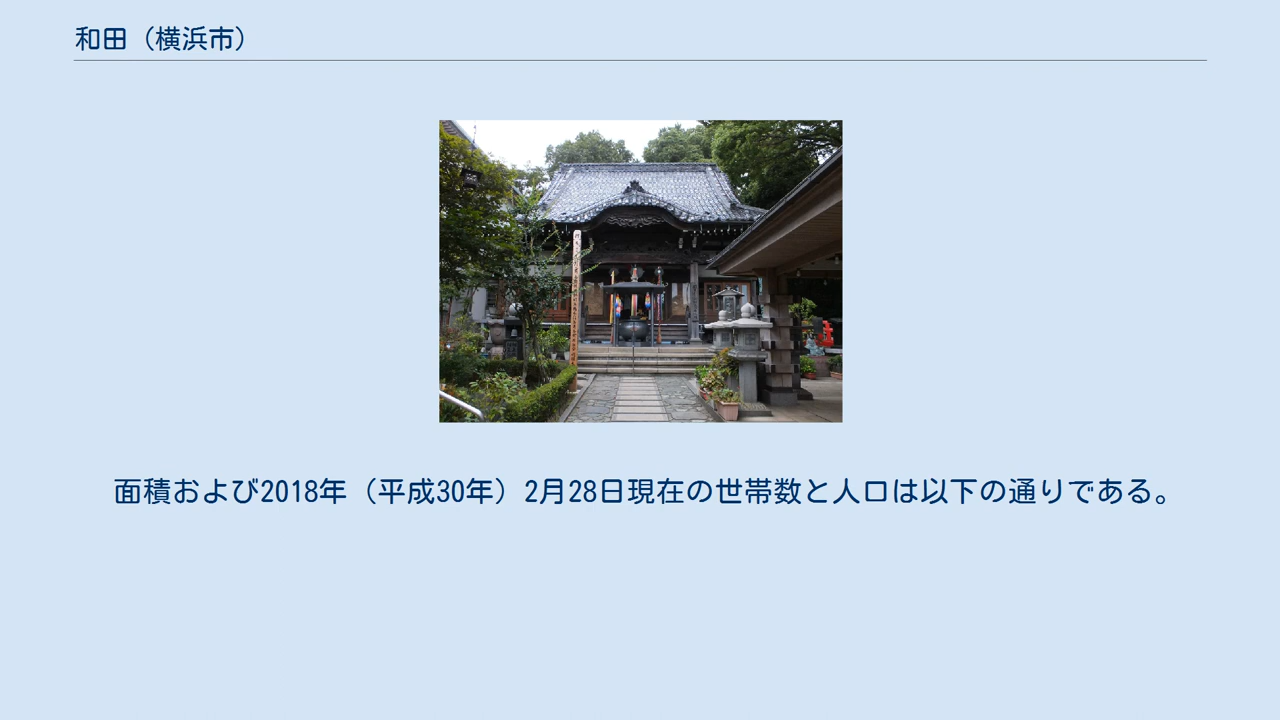 和田（横浜市）
面積および2018年（平成30年）2月28日現在の世帯数と人口は以下の通りである。